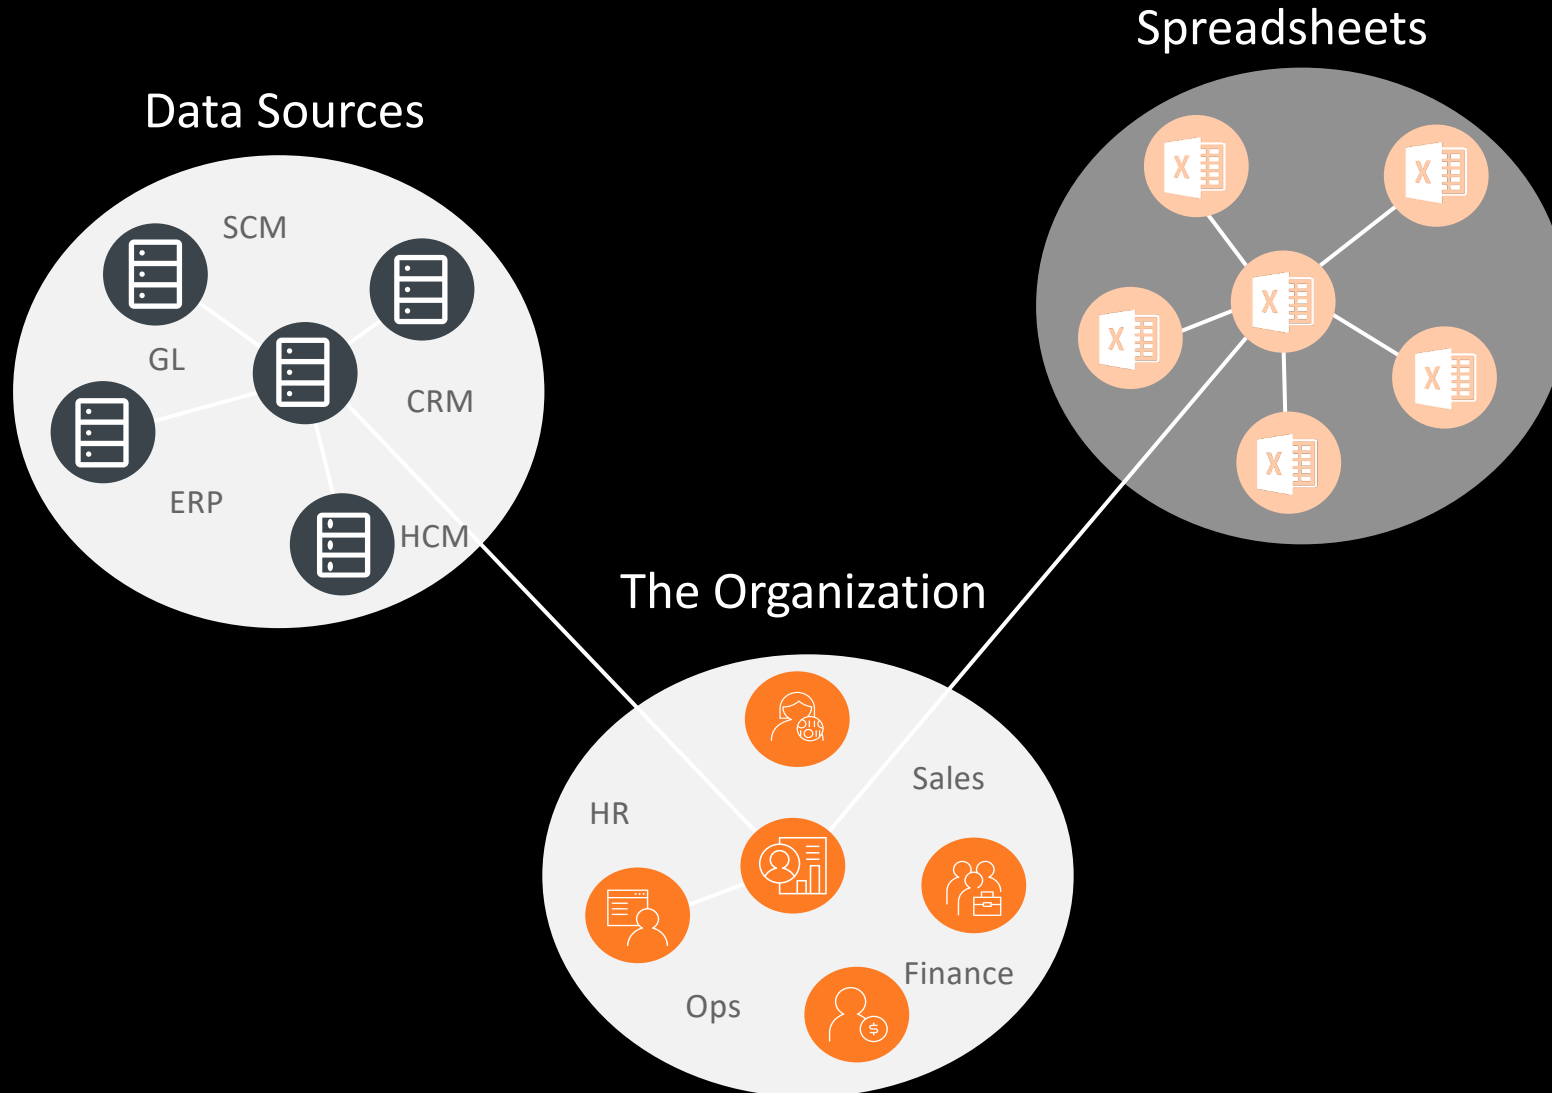 Spreadsheets
Data Sources
SCM
GL
CRM
ERP
HCM
X
X
X
X
X
X
The Organization
Sales
HR
Finance
Ops
$